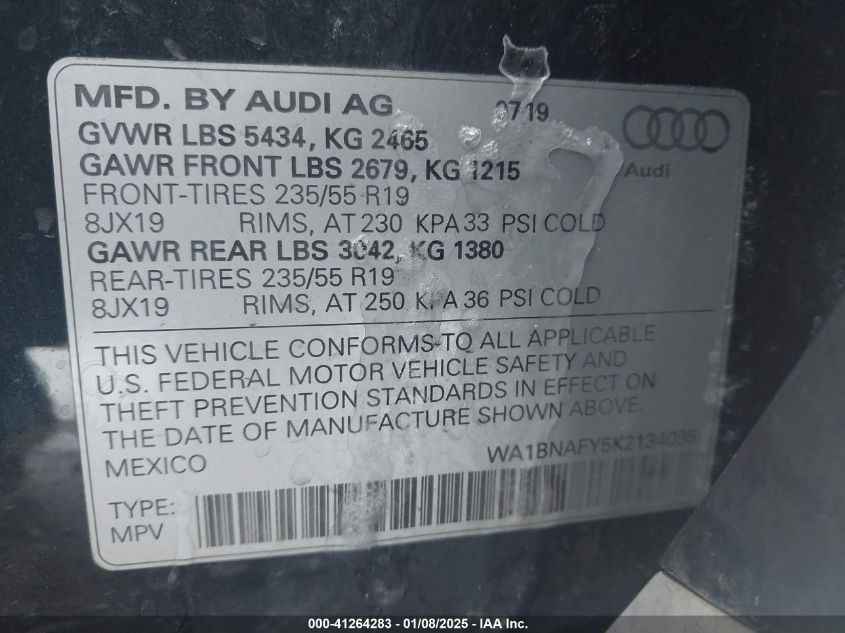 MFD. BY AUDI AG 0719
GVWR LBS 5434, KG 2465
GAWR FRONT LBS 2679, KG 1215
Audi
FRONT-TIRES 235/55 R19
8JX19 RIMS, AT 230 KPA 33 PSI COLD
GAWR REAR LBS 3042, KG 1380
REAR-TIRES 235/55 R19
8JX19 RIMS, AT 250 KPA 36 PSI COLD
THIS VEHICLE CONFORMS TO ALL APPLICABLE
U.S. FEDERAL MOTOR VEHICLE SAFETY AND
THEFT PREVENTION STANDARDS IN EFFECT ON
THE DATE OF MANUFACTURE SHOWN ABOVE.
MEXICO WA1BNAFY5K2134095
TYPE:
MPV
000-41264283 - 01/08/2025 - IAA Inc.